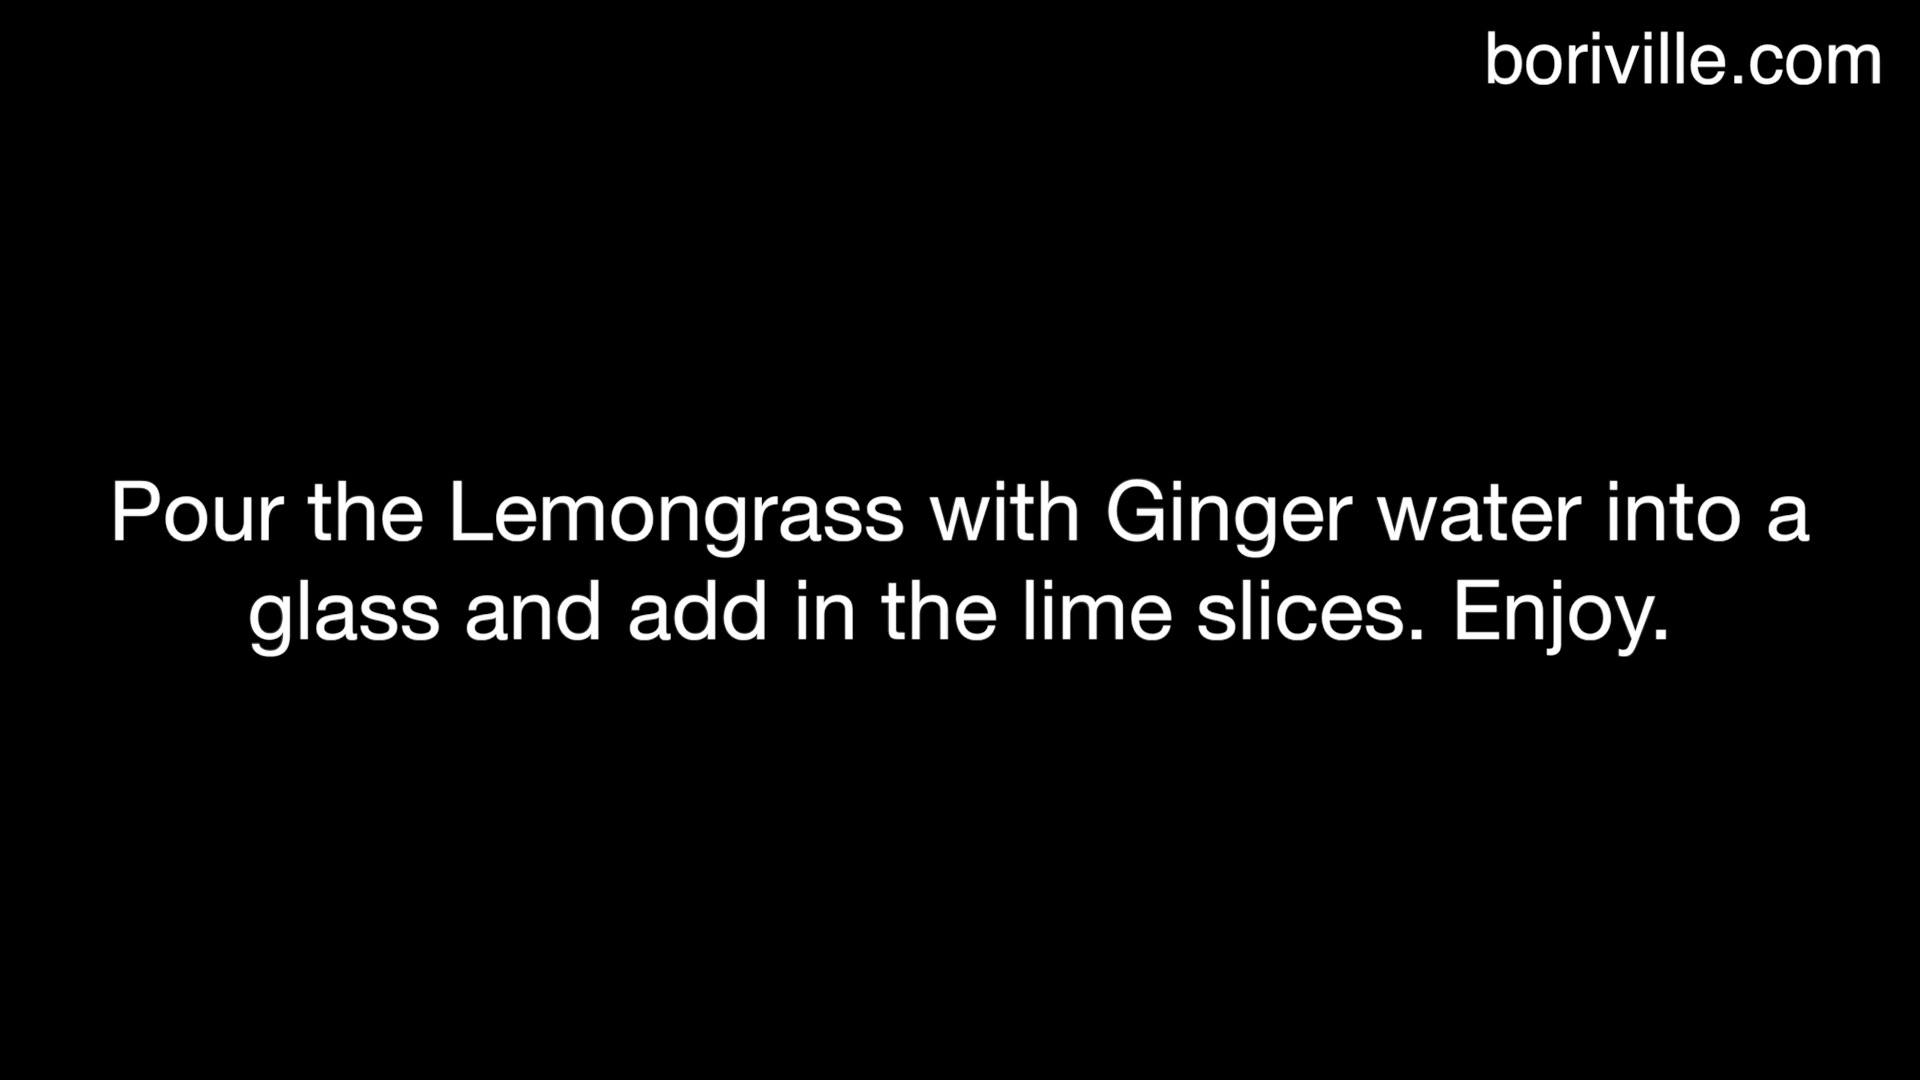 boriville.com
Pour the Lemongrass with Ginger water into a
glass and add in the lime slices. Enjoy.